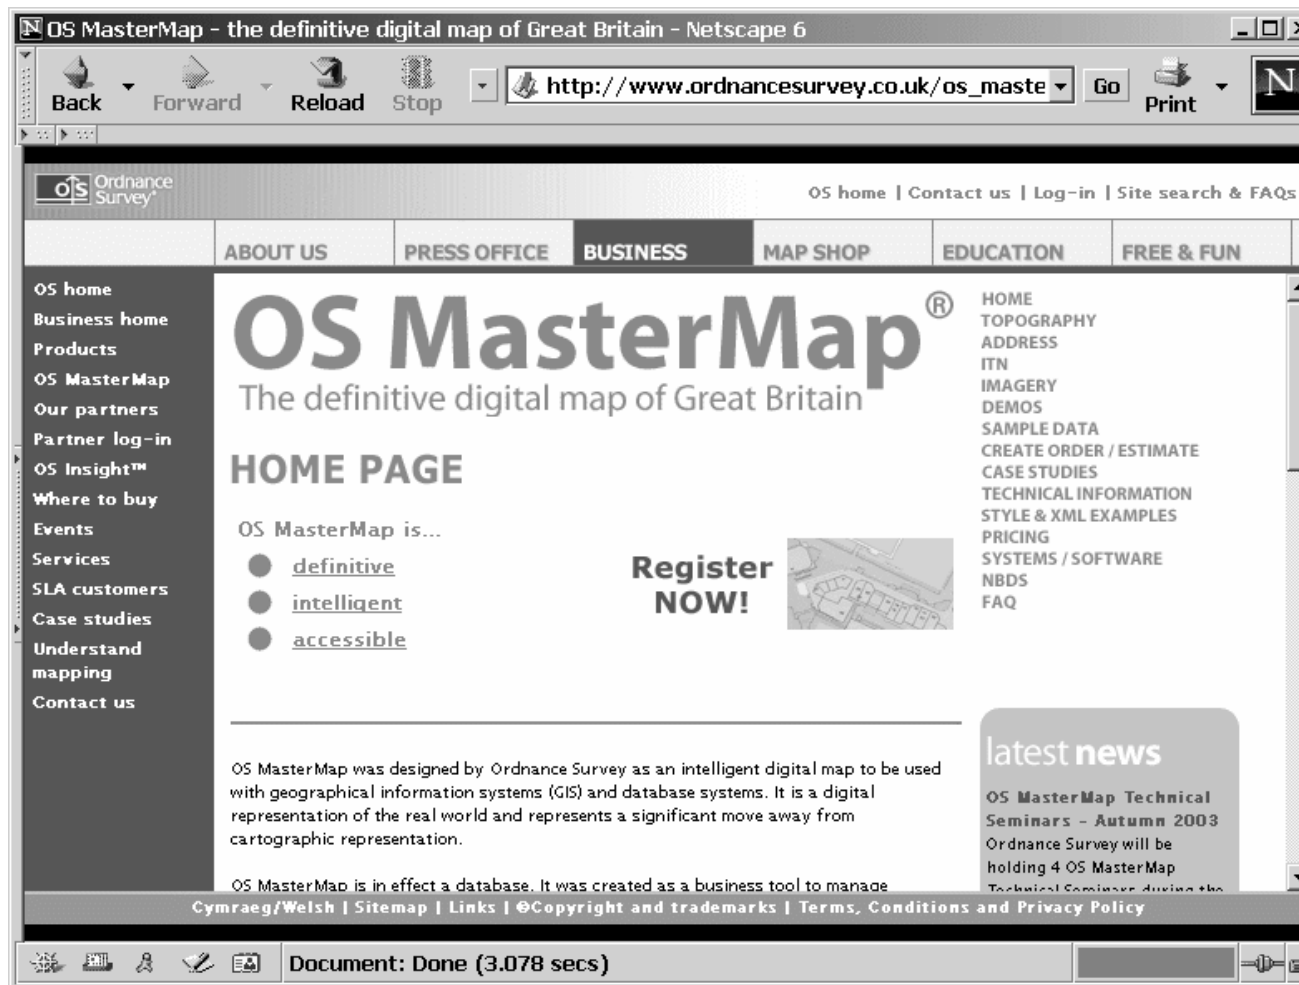 N OS MasterMap - the definitive digital map of Great Britain - Netscape 6
Back Forward Reload Stop http://www.ordnancesurvey.co.uk/os_maste Go Print N
OS Ordnance
Survey®
OS home | Contact us | Log-in | Site search & FAQs
ABOUT US PRESS OFFICE BUSINESS MAP SHOP EDUCATION FREE & FUN
OS home
Business home
Products
OS MasterMap
Our partners
Partner log-in
OS Insight™
Where to buy
Events
Services
SLA customers
Case studies
Understand
mapping
Contact us
OS MasterMap®
The definitive digital map of Great Britain
HOME PAGE
OS MasterMap is...
definitive
intelligent
accessible
Register
NOW!
HOME
TOPOGRAPHY
ADDRESS
ITN
IMAGERY
DEMOS
SAMPLE DATA
CREATE ORDER / ESTIMATE
CASE STUDIES
TECHNICAL INFORMATION
STYLE & XML EXAMPLES
PRICING
SYSTEMS / SOFTWARE
NBDS
FAQ
OS MasterMap was designed by Ordnance Survey as an intelligent digital map to be used
with geographical information systems (GIS) and database systems. It is a digital
representation of the real world and represents a significant move away from
cartographic representation.
OS MasterMap is in effect a database. It was created as a business tool to manage
latest news
OS MasterMap Technical
Seminars - Autumn 2003
Ordnance Survey will be
holding 4 OS MasterMap
Technical Seminars during the
Cymraeg/Welsh | Sitemap | Links | ©Copyright and trademarks | Terms, Conditions and Privacy Policy
Document: Done (3.078 secs)